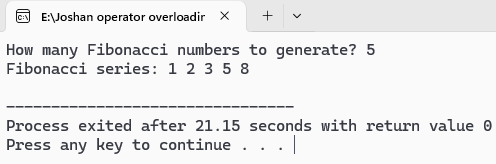 E:\Joshan operator overloadir
How many Fibonacci numbers to generate? 5
Fibonacci series: 1 2 3 5 8
--------------------------------
Process exited after 21.15 seconds with return value 0
Press any key to continue . . .